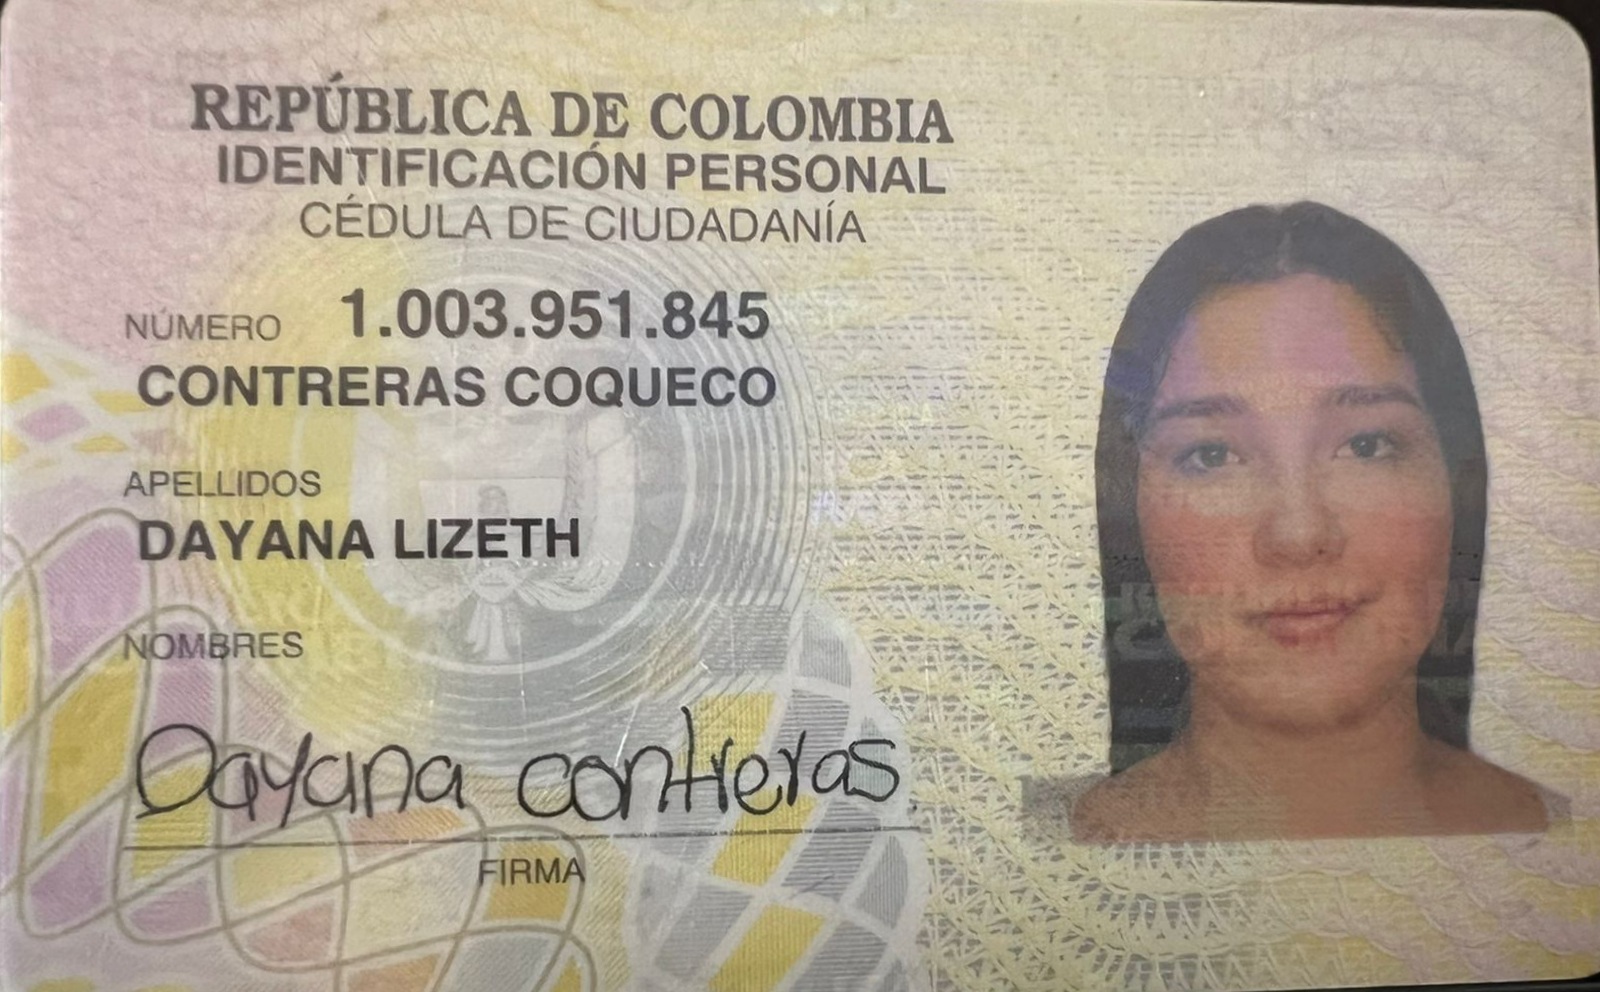 REPÚBLICA DE COLOMBIA
IDENTIFICACIÓN PERSONAL
CÉDULA DE CIUDADANÍA
NÚMERO 1.003.951.845
CONTRERAS COQUECO
APELLIDOS
DAYANA LIZETH
NOMBRES
Dayana contreras
FIRMA